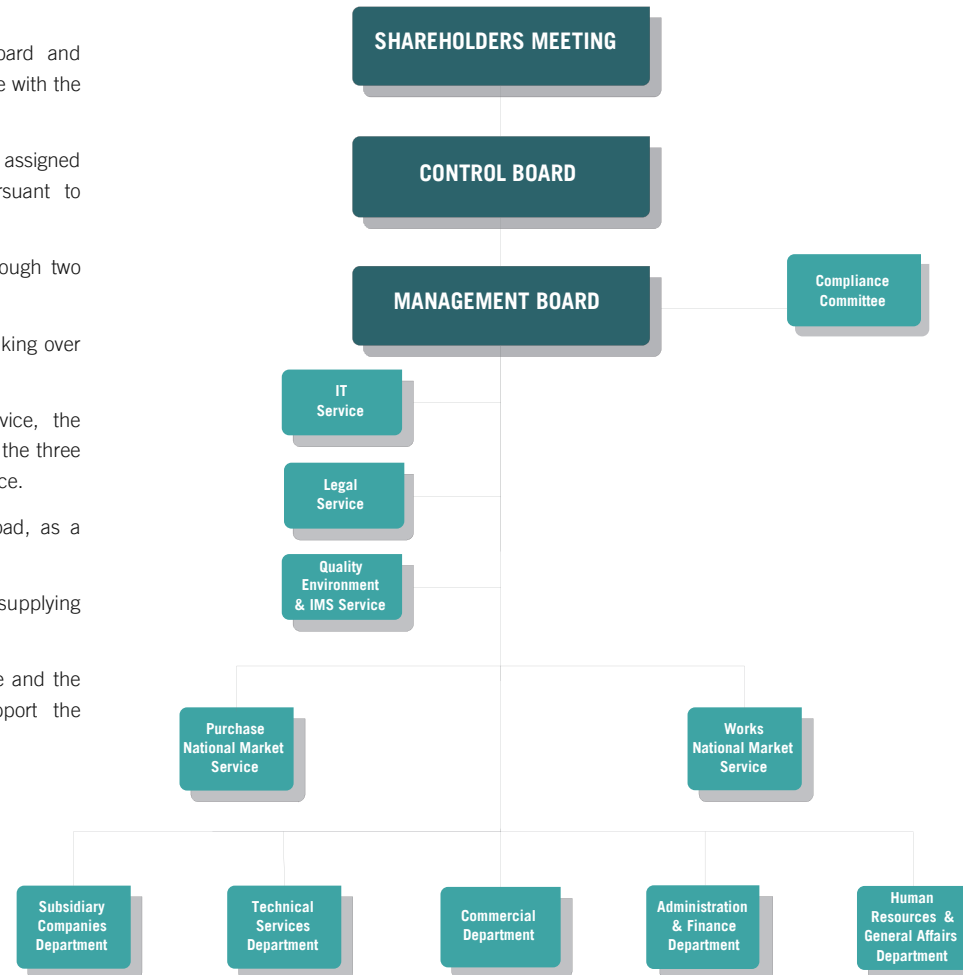 oard and
e with the
assigned
rsuant to
ough two
king over
vice, the
the three
ce.
oad, as a
supplying
e and the
pport the
SHAREHOLDERS MEETING
CONTROL BOARD
MANAGEMENT BOARD
Compliance
Committee
IT
Service
Legal
Service
Quality
Environment
& IMS Service
Purchase
National Market
Service
Works
National Market
Service
Subsidiary
Companies
Department
Technical
Services
Department
Commercial
Department
Administration
& Finance
Department
Human
Resources &
General Affairs
Department